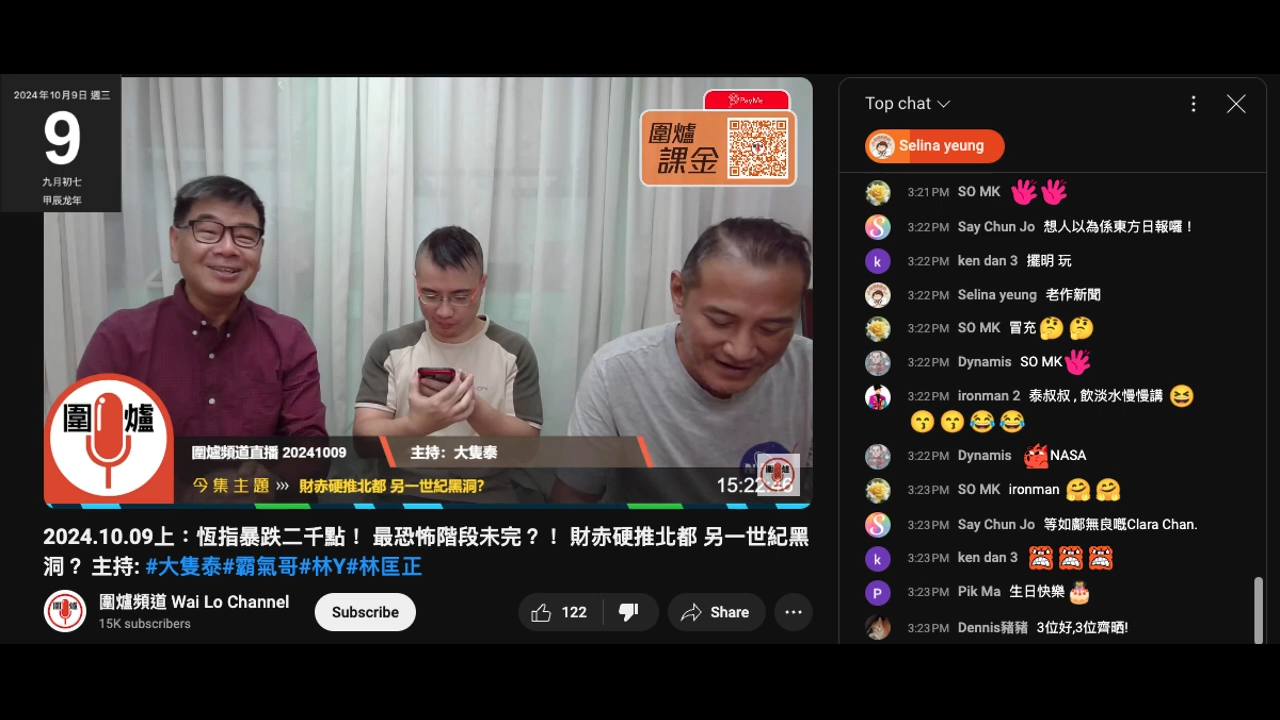 2024年10月9日 週三
9
九月初七
甲辰龙年
PayMe
圍爐
課金
圍 爐
圍爐頻道直播 20241009
主持：大隻泰
今集主題 »› 財赤硬推北都 另一世紀黑洞?
15:22:46
2024.10.09上：恆指暴跌二千點！ 最恐怖階段未完？！ 財赤硬推北都 另一世紀黑
洞？ 主持: #大隻泰#霸氣哥#林Y#林匡正
圍爐頻道 Wai Lo Channel
15K subscribers
Subscribe
122
Share
Top chat
Selina yeung
3:21 PM SO MK
3:22 PM Say Chun Jo 想人以為係東方日報囉！
3:22 PM ken dan 3 擺明 玩
3:22 PM Selina yeung 老作新聞
3:22 PM SO MK 冒充🤔🤔
3:22 PM Dynamis SO MK
3:22 PM ironman 2 泰叔叔 , 飲淡水慢慢講 😆
😙😙😂😂
3:22 PM Dynamis NASA
3:23 PM SO MK ironman 🤗🤗
3:23 PM Say Chun Jo 等如鄺無良嘅Clara Chan.
3:23 PM ken dan 3
3:23 PM Pik Ma 生日快樂🎂
3:23 PM Dennis豬豬 3位好,3位齊晒!